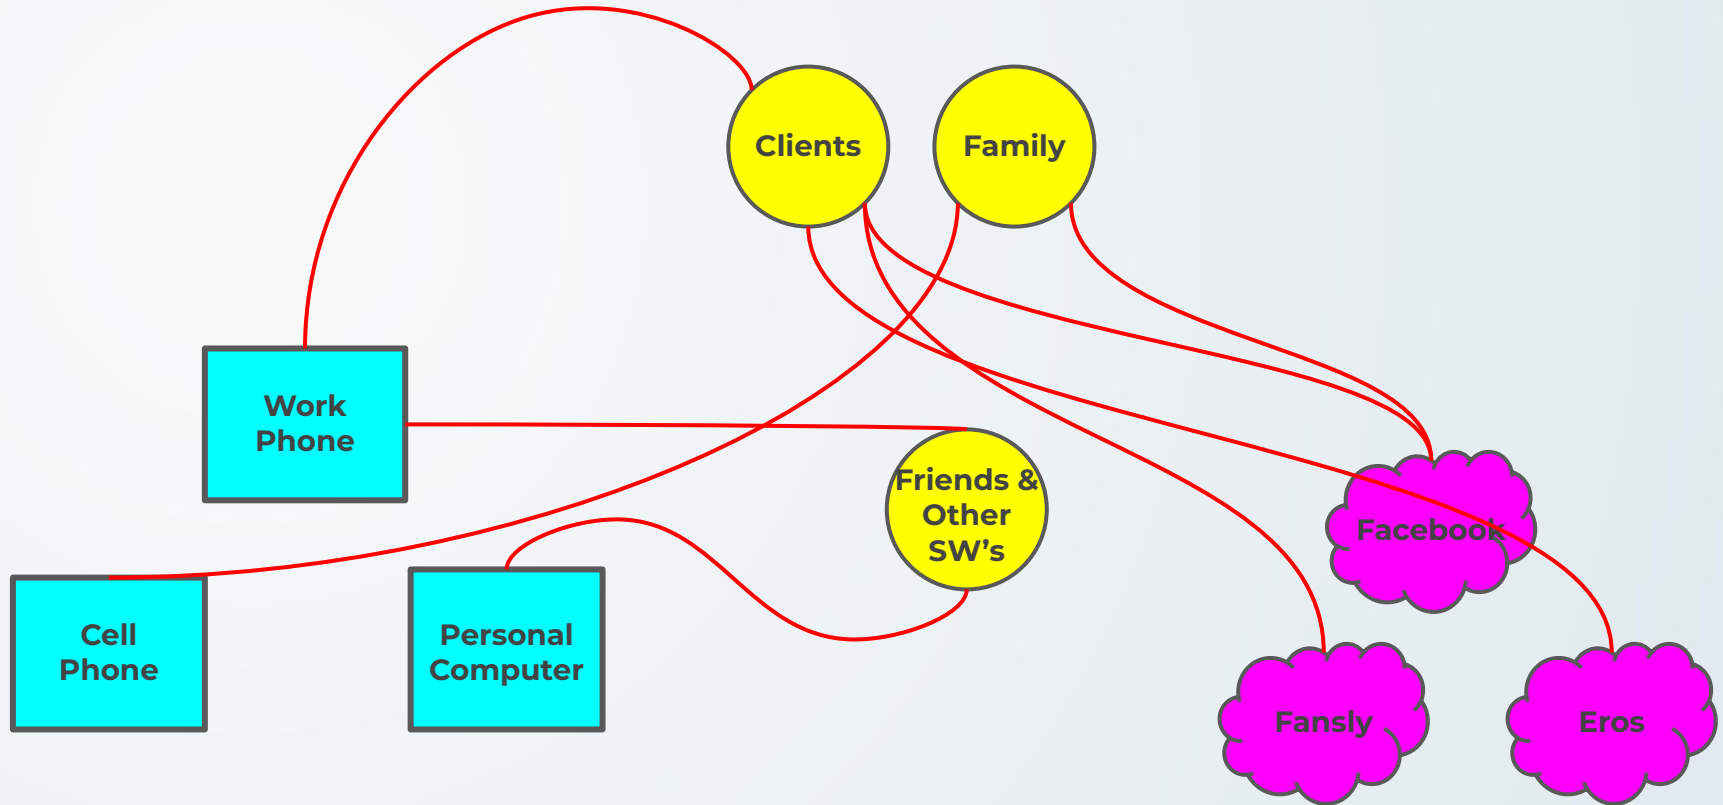 Clients
Family
Work
Phone
Friends &
Other
SW's
Facebook
Cell
Phone
Personal
Computer
Fansly
Eros